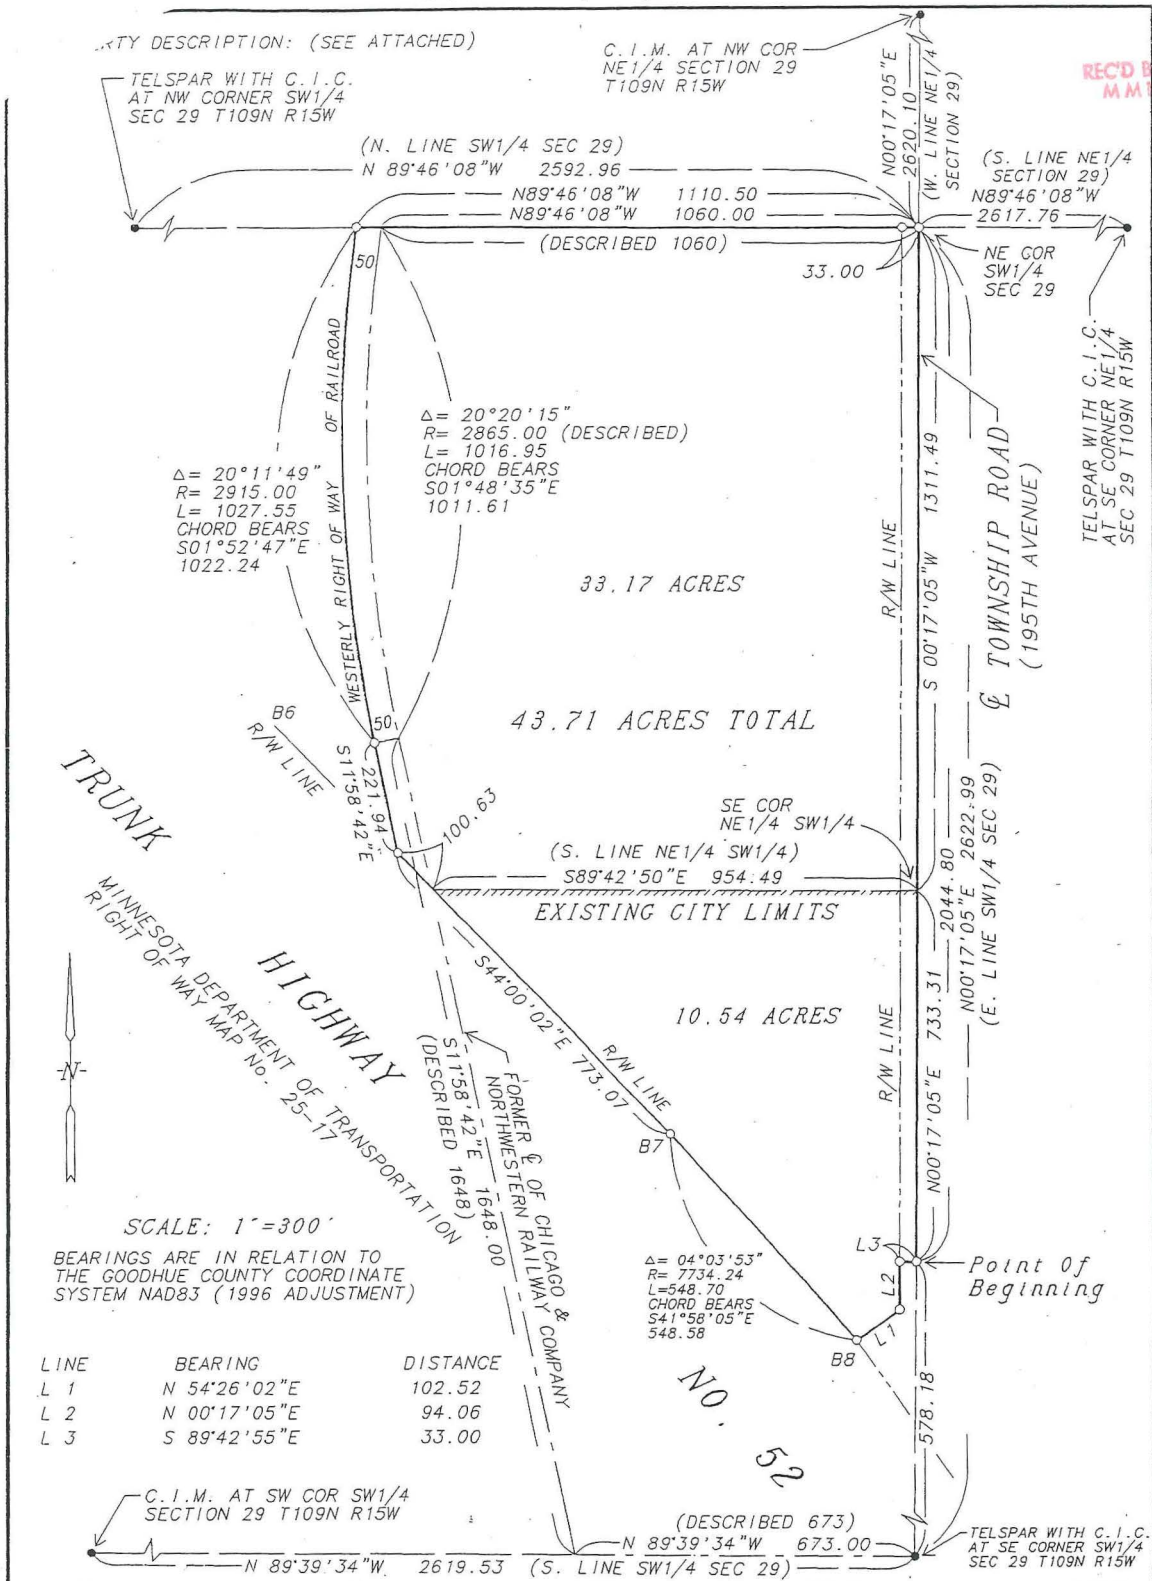 RTY DESCRIPTION: (SEE ATTACHED)
TELSPAR WITH C.I.C.
AT NW CORNER SW1/4
SEC 29 T109N R15W
C.I.M. AT NW COR
NE1/4 SECTION 29
T109N R15W
N00°17'05"E
2620.10
(W. LINE NE1/4
SECTION 29)
REC'D
(N. LINE SW1/4 SEC 29)
N 89°46'08"W 2592.96
N89°46'08"W 1110.50
N89°46'08"W 1060.00
(DESCRIBED 1060)
33.00
(S. LINE NE1/4
SECTION 29)
N89°46'08"W
2617.76
NE COR
SW1/4
SEC 29
TELSPAR WITH C.I.C.
AT SE CORNER NE1/4
SEC 29 T109N R15W
50
WESTERLY RIGHT OF WAY OF RAILROAD
Δ= 20°20'15"
R= 2865.00 (DESCRIBED)
L= 1016.95
CHORD BEARS
S01°48'35"E
1011.61
Δ= 20°11'49"
R= 2915.00
L= 1027.55
CHORD BEARS
S01°52'47"E
1022.24
33.17 ACRES
R/W LINE
S 00°17'05"W 1311.49
℄ TOWNSHIP ROAD
(195TH AVENUE)
43.71 ACRES TOTAL
B6
R/W LINE
50
221.94
S11°58'42"E
100.63
SE COR
NE1/4 SW1/4
(S. LINE NE1/4 SW1/4)
S89°42'50"E 954.49
EXISTING CITY LIMITS
2044.80
N00°17'05"E 2622.99
(E. LINE SW1/4 SEC 29)
TRUNK
HIGHWAY
NO. 52
MINNESOTA DEPARTMENT OF TRANSPORTATION
RIGHT OF WAY MAP No. 25-17
S44°00'02"E 773.07
R/W LINE
10.54 ACRES
R/W LINE
N00°17'05"E 733.31
FORMER ℄ OF CHICAGO &
NORTHWESTERN RAILWAY COMPANY
S11°58'42"E 1648.00
(DESCRIBED 1648)
B7
-N-
SCALE: 1"=300'
BEARINGS ARE IN RELATION TO
THE GOODHUE COUNTY COORDINATE
SYSTEM NAD83 (1996 ADJUSTMENT)
Δ= 04°03'53"
R= 7734.24
L=548.70
CHORD BEARS
S41°58'05"E
548.58
L3
L2
L1
B8
Point Of
Beginning
578.18
LINE BEARING DISTANCE
L 1 N 54°26'02"E 102.52
L 2 N 00°17'05"E 94.06
L 3 S 89°42'55"E 33.00
C.I.M. AT SW COR SW1/4
SECTION 29 T109N R15W
(DESCRIBED 673)
N 89°39'34"W 673.00
N 89°39'34"W 2619.53 (S. LINE SW1/4 SEC 29)
TELSPAR WITH C.I.C.
AT SE CORNER SW1/4
SEC 29 T109N R15W